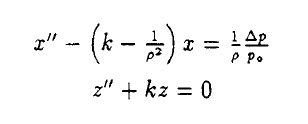 x'' − (k − 1/ρ²) x = 1/ρ Δp/p₀
z'' + kz = 0